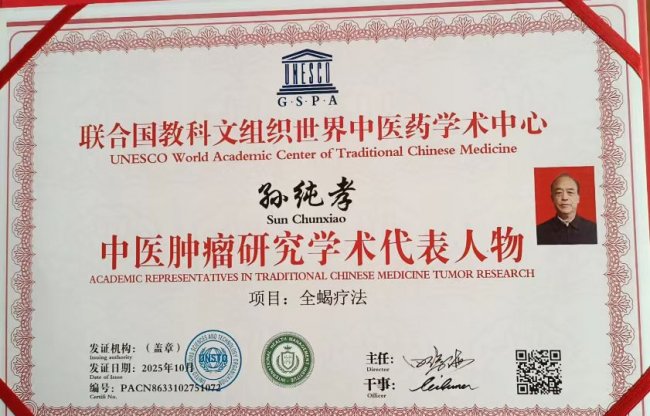 UNESCO
G·S·P·A
联合国教科文组织世界中医药学术中心
UNESCO World Academic Center of Traditional Chinese Medicine
孙纯孝
Sun Chunxiao
中医肿瘤研究学术代表人物
ACADEMIC REPRESENTATIVES IN TRADITIONAL CHINESE MEDICINE TUMOR RESEARCH
项目：全蝎疗法
发证机构：（盖章）
Issuing authority
发证日期：2025年10月
Date of Issue
编号：PACN8633102751072
Certifi No.
UNSTO
主任：
Director
干事：
Officer